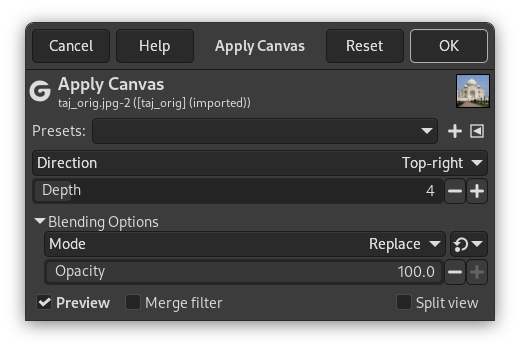 Cancel Help Apply Canvas Reset OK
Apply Canvas
taj_orig.jpg-2 ([taj_orig] (imported))
Presets:
Direction Top-right
Depth 4
Blending Options
Mode Replace
Opacity 100.0
Preview Merge filter Split view